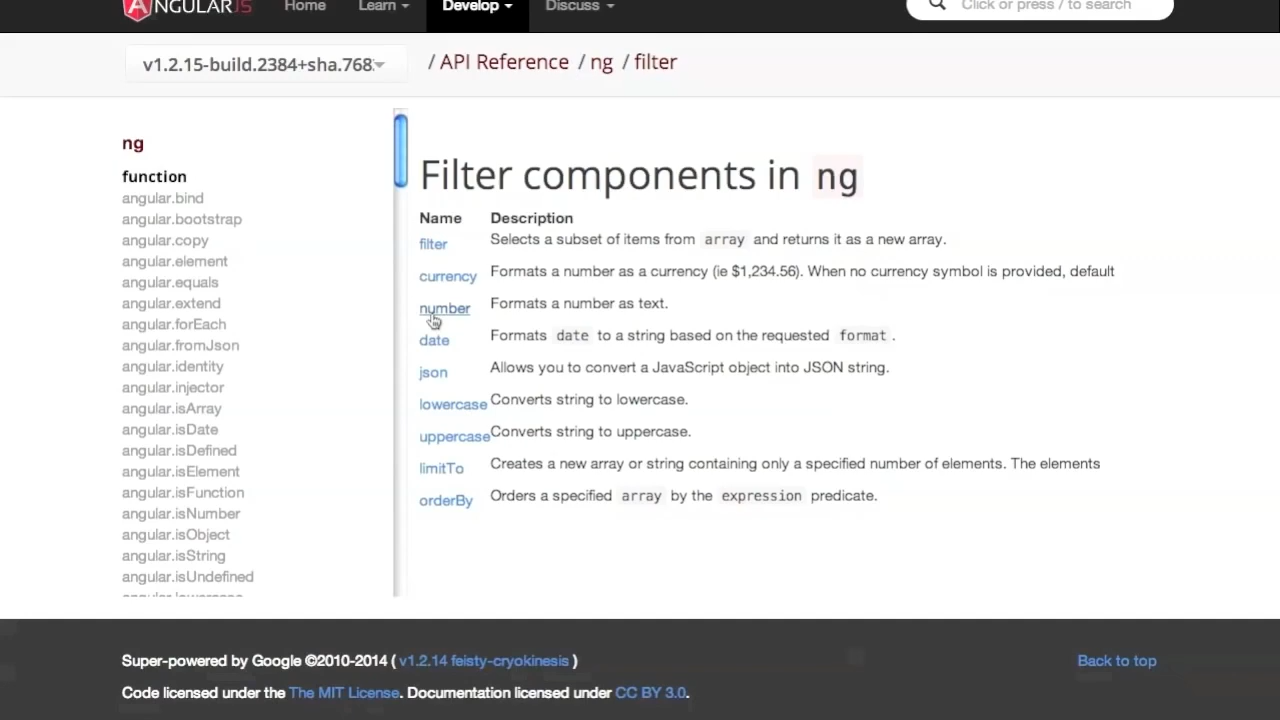 ANGULARJS Home Learn Develop Discuss Click or press / to search
v1.2.15-build.2384+sha.768 / API Reference / ng / filter
ng
function
angular.bind
angular.bootstrap
angular.copy
angular.element
angular.equals
angular.extend
angular.forEach
angular.fromJson
angular.identity
angular.injector
angular.isArray
angular.isDate
angular.isDefined
angular.isElement
angular.isFunction
angular.isNumber
angular.isObject
angular.isString
angular.isUndefined
angular.lowercase
Filter components in ng
Name Description
filter Selects a subset of items from array and returns it as a new array.
currency Formats a number as a currency (ie $1,234.56). When no currency symbol is provided, default
number Formats a number as text.
date Formats date to a string based on the requested format .
json Allows you to convert a JavaScript object into JSON string.
lowercase Converts string to lowercase.
uppercase Converts string to uppercase.
limitTo Creates a new array or string containing only a specified number of elements. The elements
orderBy Orders a specified array by the expression predicate.
Super-powered by Google ©2010-2014 ( v1.2.14 feisty-cryokinesis )
Back to top
Code licensed under the The MIT License. Documentation licensed under CC BY 3.0.